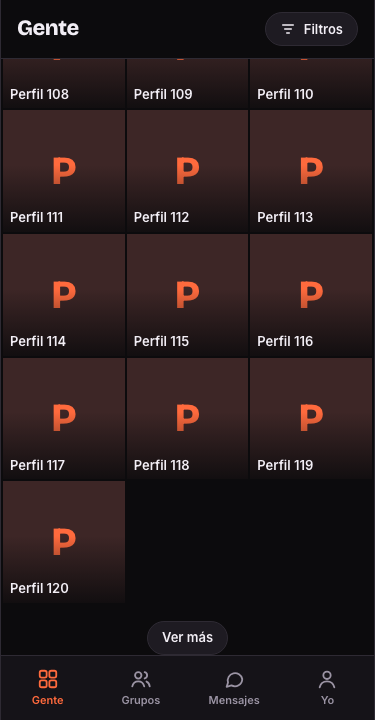 Gente
Filtros
Perfil 108
Perfil 109
Perfil 110
P
P
P
Perfil 111
Perfil 112
Perfil 113
P
P
P
Perfil 114
Perfil 115
Perfil 116
P
P
P
Perfil 117
Perfil 118
Perfil 119
P
Perfil 120
Ver más
Gente
Grupos
Mensajes
Yo